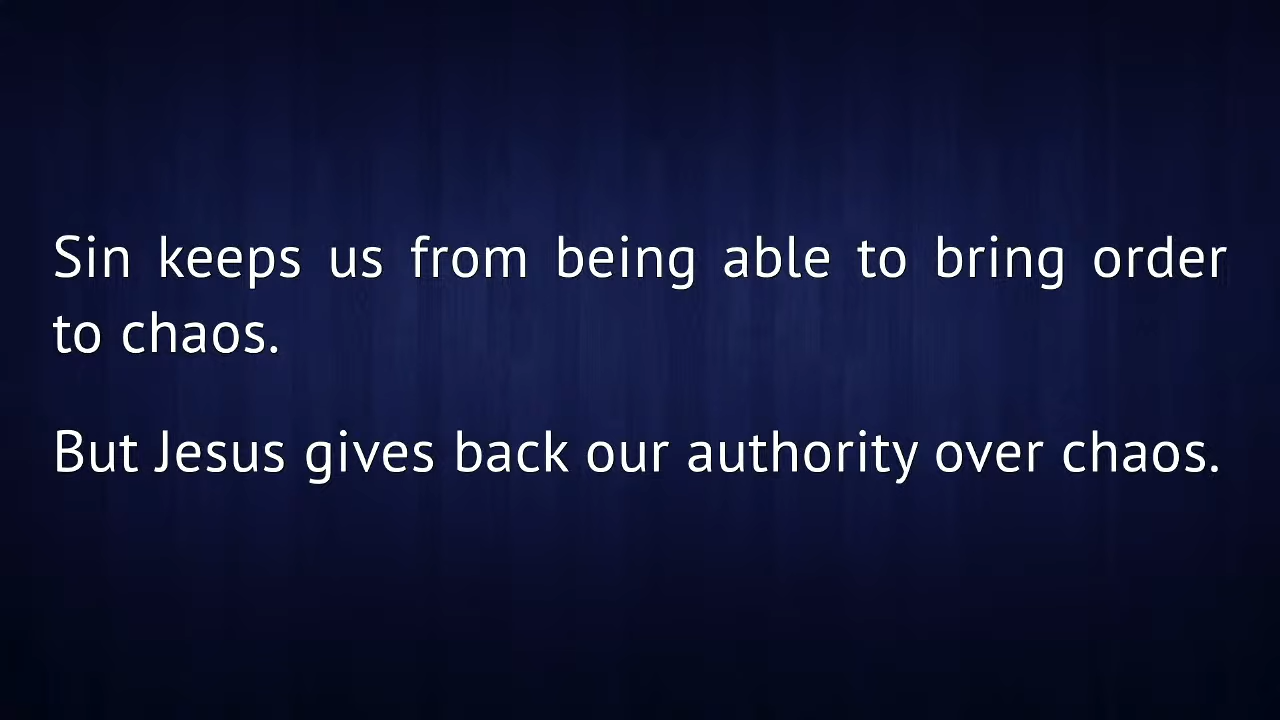 Sin keeps us from being able to bring order
to chaos.
But Jesus gives back our authority over chaos.